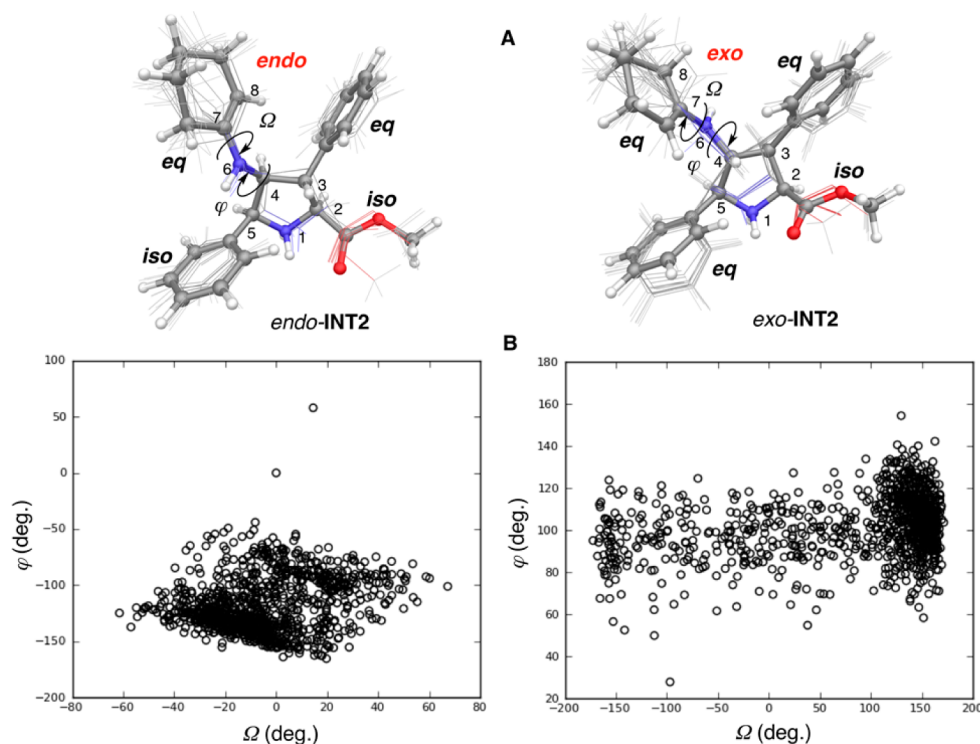 A
endo
exo
eq
8
7
Ω
eq
eq
6
4
3
φ
2
iso
5
1
iso
endo-INT2
8
7
Ω
eq
6
4
3
φ
2
iso
5
1
eq
exo-INT2
B
100
50
0
−50
−100
−150
−200
φ (deg.)
−80 −60 −40 −20 0 20 40 60 80
Ω (deg.)
180
160
140
120
100
80
60
40
20
φ (deg.)
−200 −150 −100 −50 0 50 100 150 200
Ω (deg.)